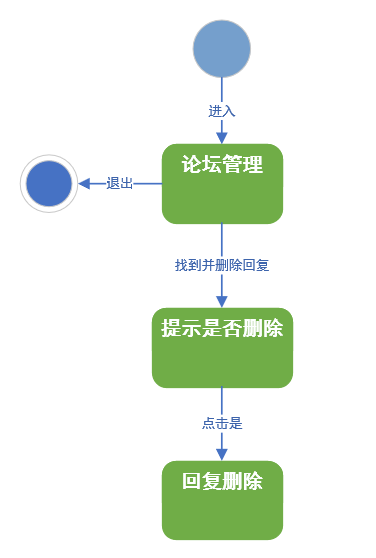 进入
论坛管理
退出
找到并删除回复
提示是否删除
点击是
回复删除